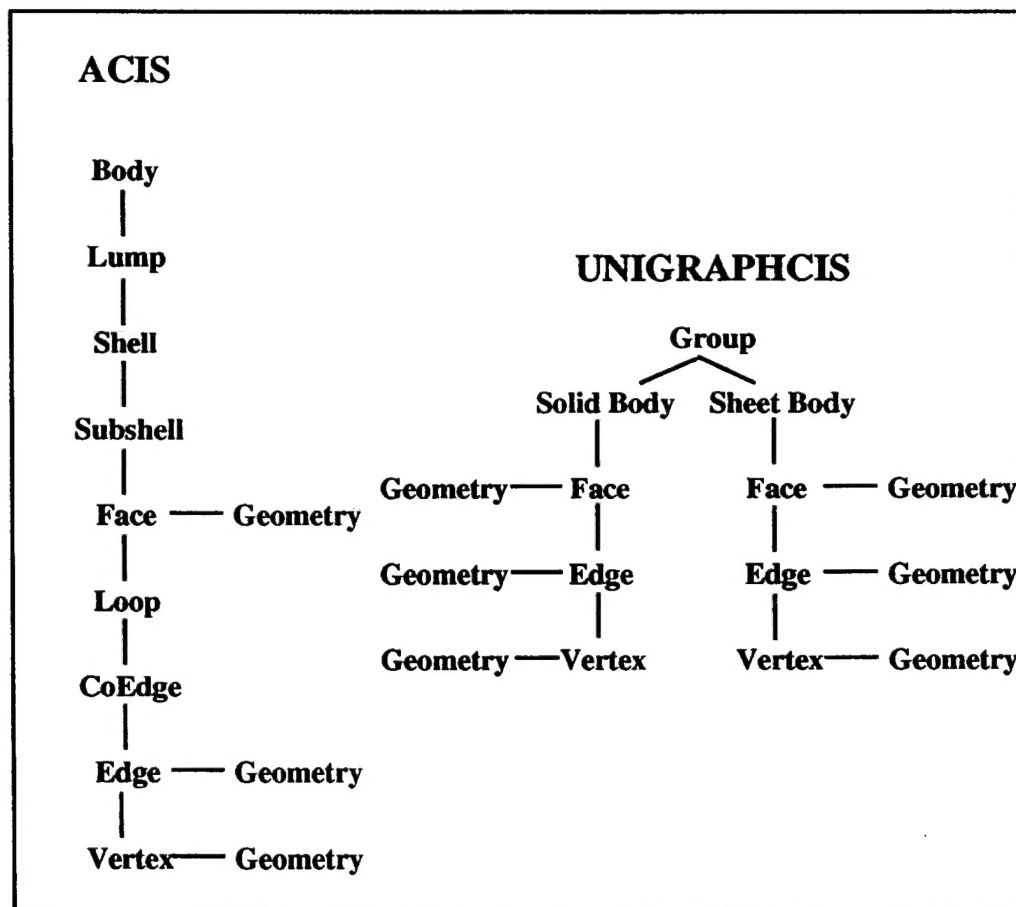 ACIS
Body
Lump
Shell
Subshell
Face Geometry
Loop
CoEdge
Edge Geometry
Vertex Geometry
UNIGRAPHCIS
Group
Solid Body Sheet Body
Geometry Face Face Geometry
Geometry Edge Edge Geometry
Geometry Vertex Vertex Geometry